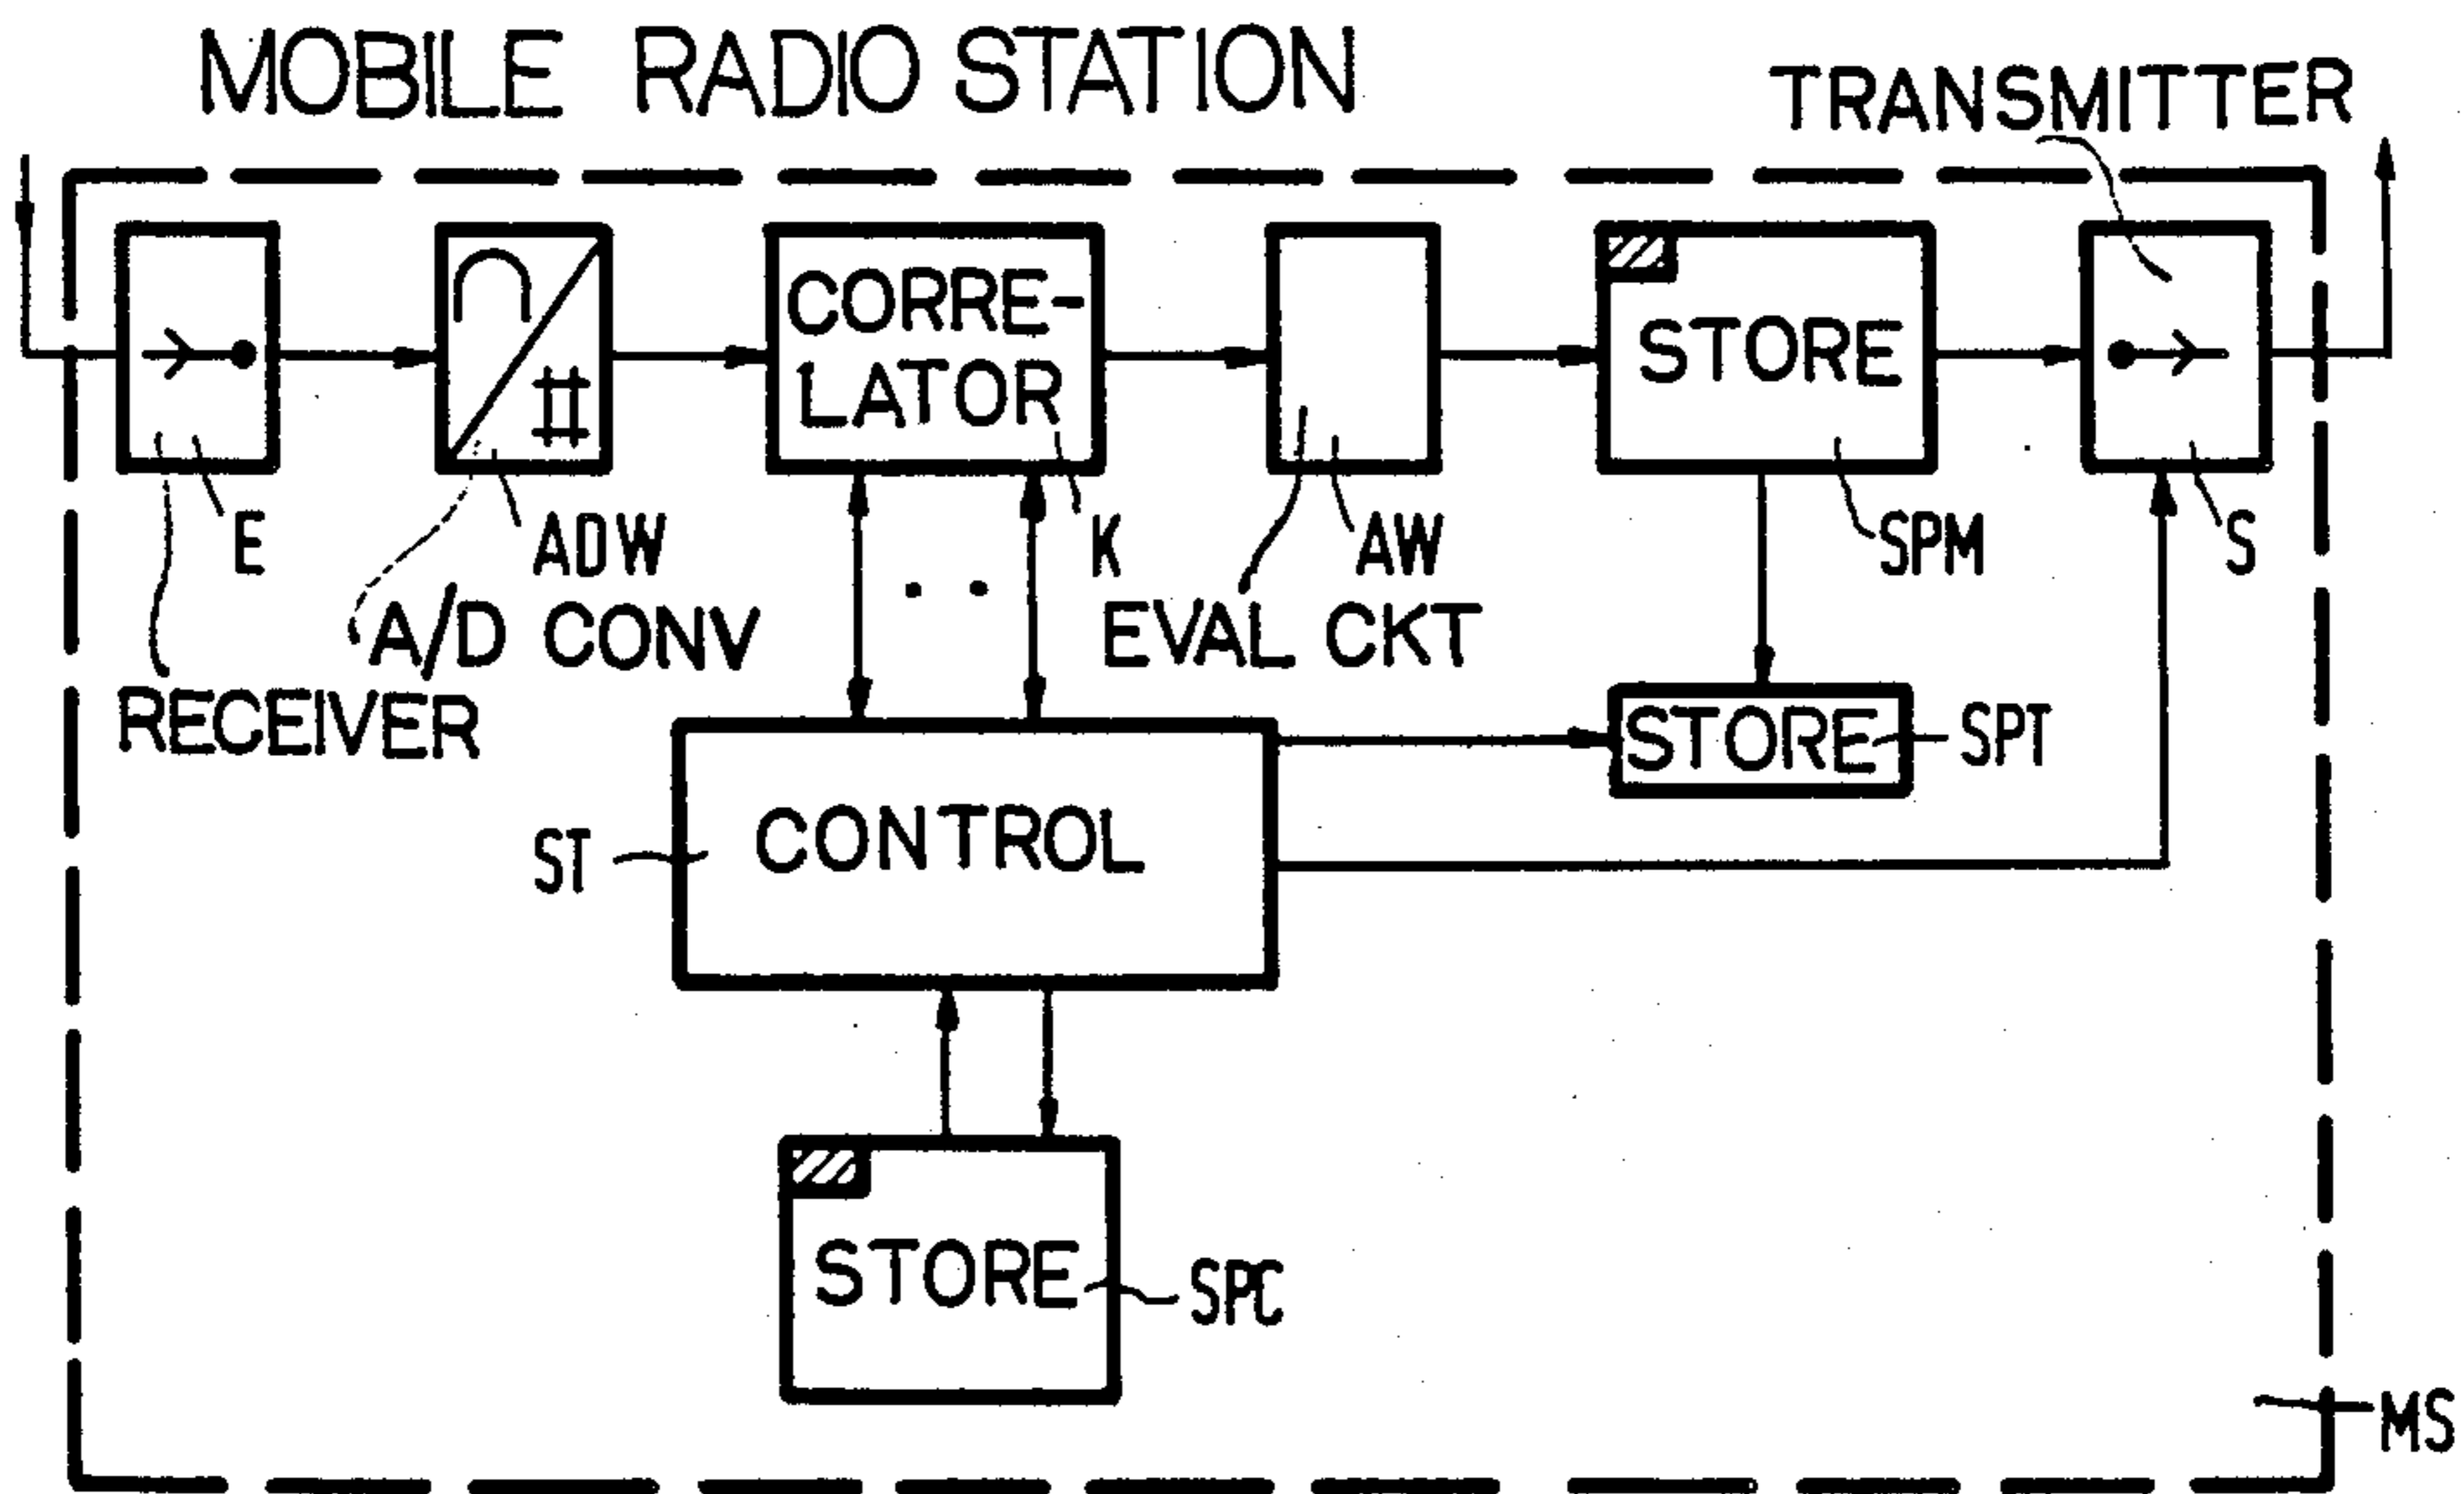 MOBILE RADIO STATION
TRANSMITTER
CORRE-
LATOR
STORE
#
E
ADW
K
AW
SPM
S
A/D CONV
EVAL CKT
RECEIVER
STORE
SPT
ST
CONTROL
STORE
SPC
MS